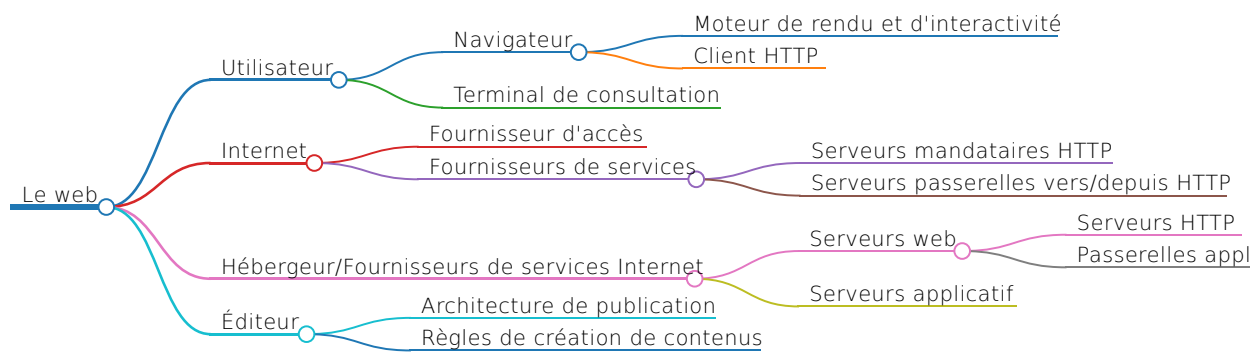 Moteur de rendu et d'interactivité
Navigateur
Client HTTP
Utilisateur
Terminal de consultation
Fournisseur d'accès
Internet
Serveurs mandataires HTTP
Fournisseurs de services
Serveurs passerelles vers/depuis HTTP
Le web
Serveurs HTTP
Serveurs web
Passerelles appl
Hébergeur/Fournisseurs de services Internet
Serveurs applicatif
Architecture de publication
Éditeur
Règles de création de contenus